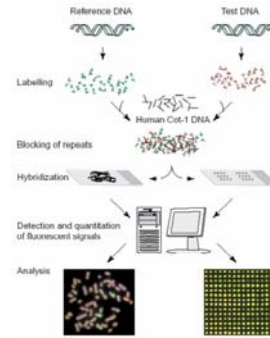 Reference DNA
Test DNA
Labelling
Human Cot-1 DNA
Blocking of repeats
Hybridization
Detection and quantitation
of fluorescent signals
Analysis